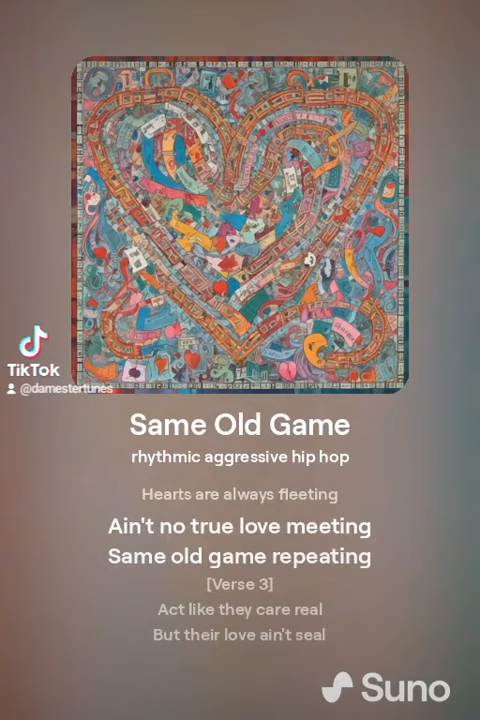 TikTok
@damestertunes
Same Old Game
rhythmic aggressive hip hop
Hearts are always fleeting
Ain't no true love meeting
Same old game repeating
[Verse 3]
Act like they care real
But their love ain't seal
Suno